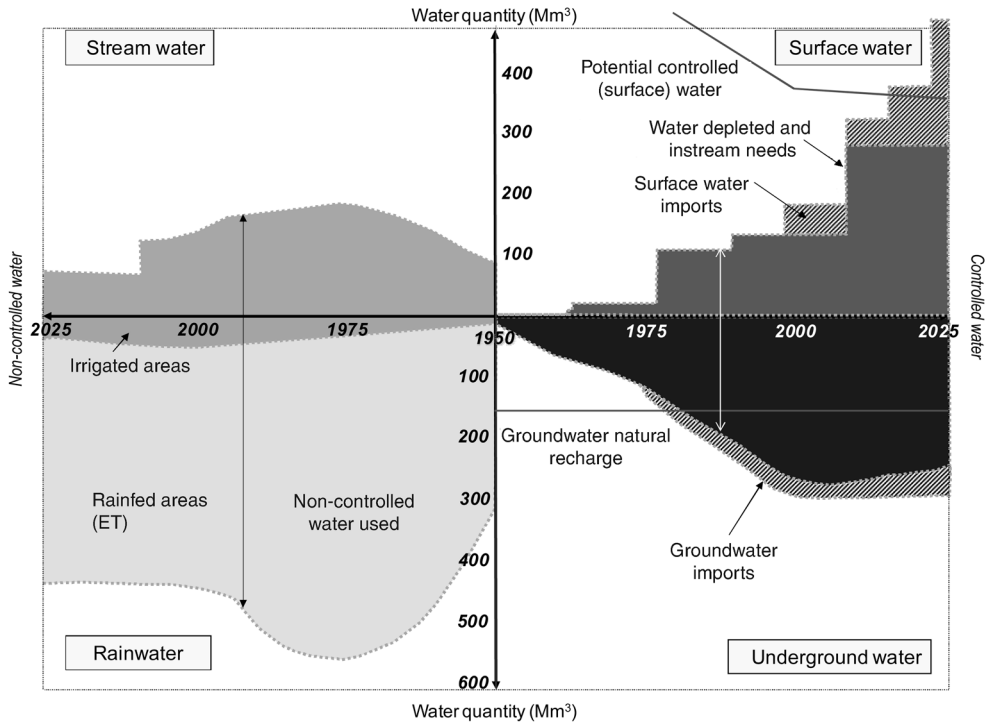 Water quantity (Mm³)
Stream water
Surface water
400
Potential controlled
(surface) water
300
Water depleted and
instream needs
200
Surface water
imports
100
Non-controlled water
Controlled water
2025
2000
1975
1950
1975
2000
2025
Irrigated areas
100
200
Groundwater natural
recharge
300
Rainfed areas
(ET)
Non-controlled
water used
400
Groundwater
imports
500
Rainwater
Underground water
600
Water quantity (Mm³)